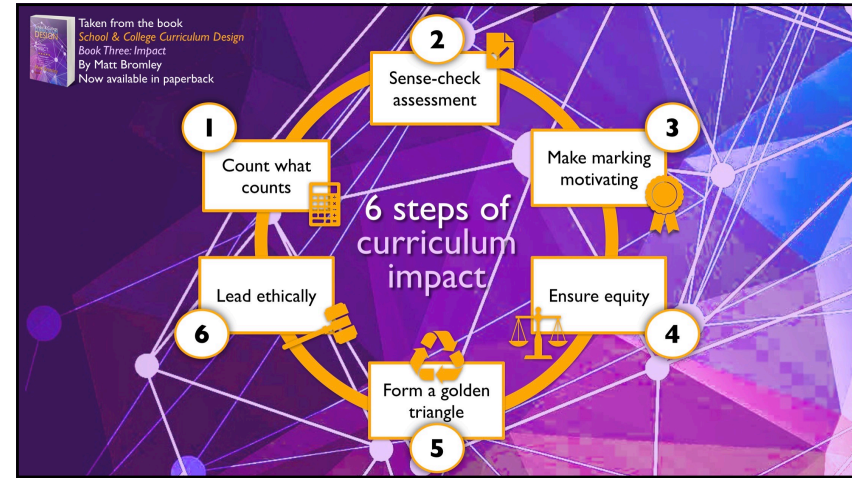 Taken from the book
School & College Curriculum Design
Book Three: Impact
By Matt Bromley
Now available in paperback
1
Count what
counts
2
Sense-check
assessment
3
Make marking
motivating
4
Ensure equity
5
Form a golden
triangle
6
Lead ethically
6 steps of
curriculum
impact